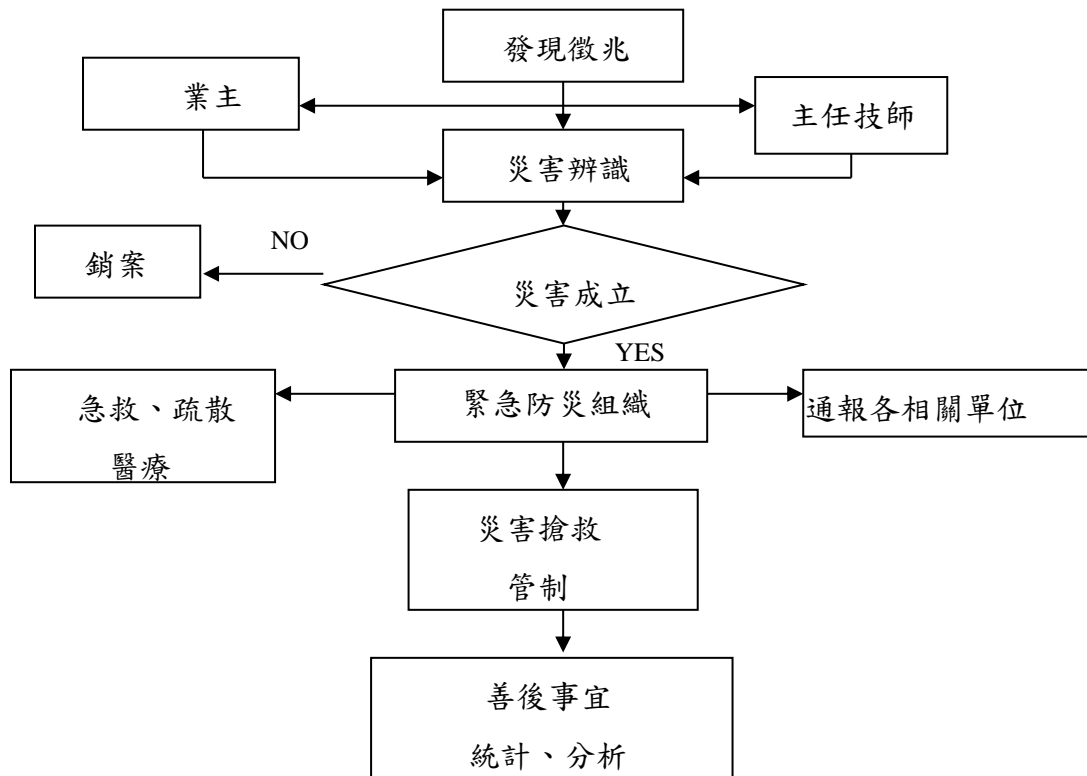 發現徵兆
業主
主任技師
災害辨識
NO
銷案
災害成立
YES
急救、疏散
醫療
緊急防災組織
通報各相關單位
災害搶救
管制
善後事宜
統計、分析